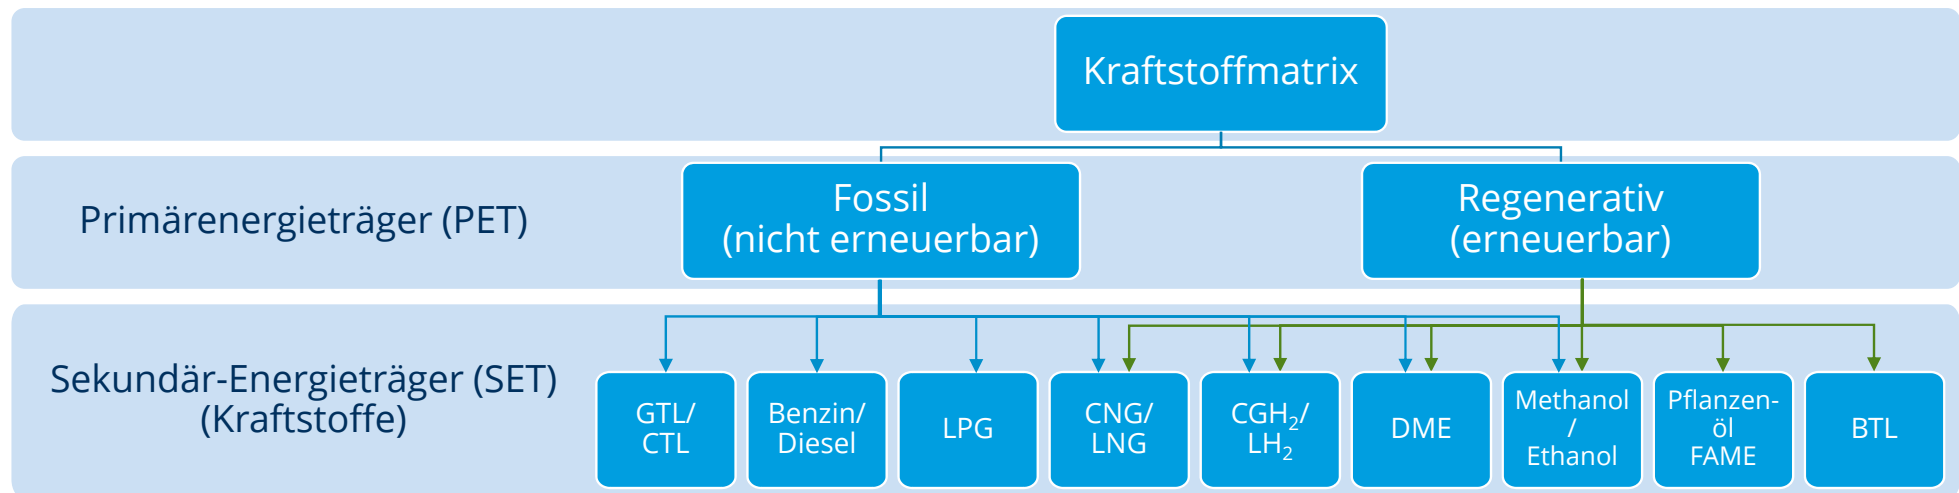 Kraftstoffmatrix
Primärenergieträger (PET)
Fossil
(nicht erneuerbar)
Regenerativ
(erneuerbar)
Sekundär-Energieträger (SET)
(Kraftstoffe)
GTL/
CTL
Benzin/
Diesel
LPG
CNG/
LNG
CGH₂/
LH₂
DME
Methanol
/
Ethanol
Pflanzen-
öl
FAME
BTL